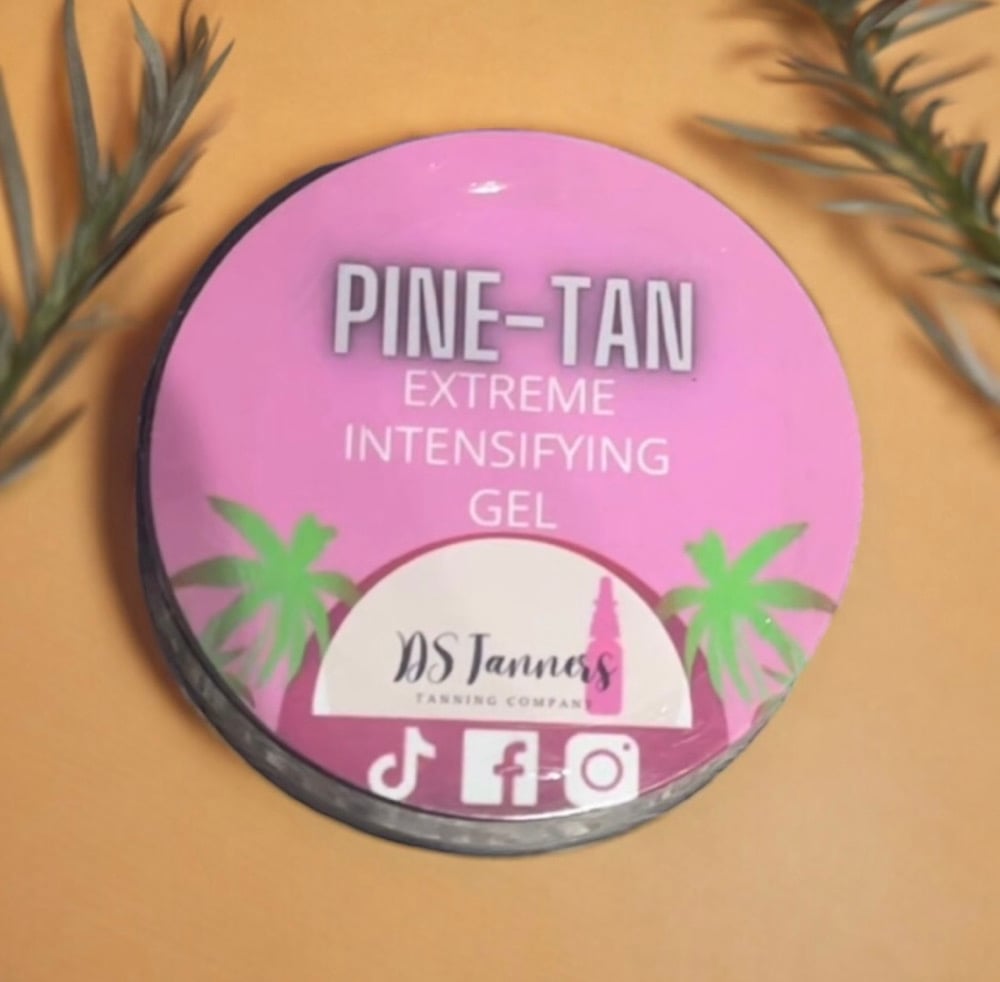 PINE-TAN
EXTREME
INTENSIFYING
GEL
DS Tanners
TANNING COMPANY